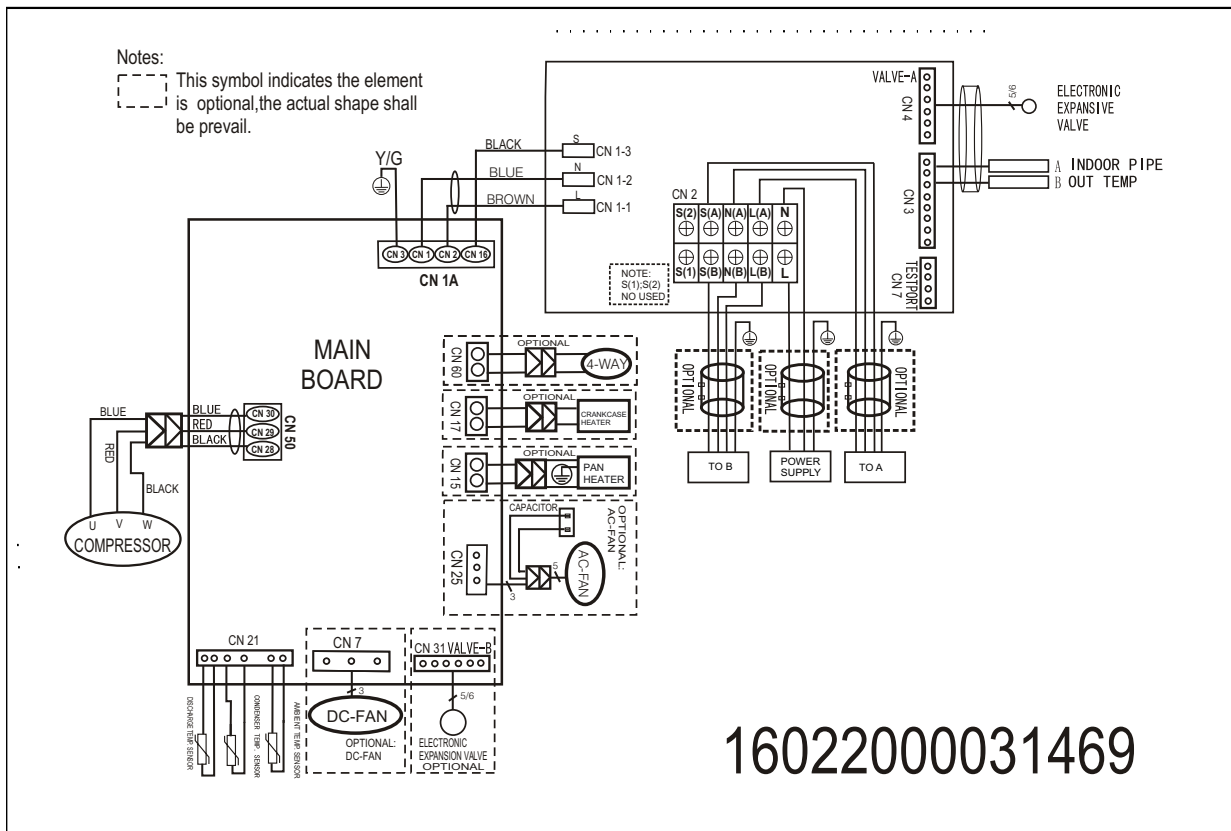 Notes:
This symbol indicates the element
is optional,the actual shape shall
be prevail.
Y/G
BLACK
BLUE
BROWN
S
CN 1-3
N
CN 1-2
L
CN 1-1
CN 3
CN 1
CN 2
CN 16
CN 1A
VALVE-A
CN 4
5/6
ELECTRONIC
EXPANSIVE
VALVE
CN 3
A INDOOR PIPE
B OUT TEMP
TESTPORT
CN 7
CN 2
S(2) S(A) N(A) L(A) N
S(1) S(B) N(B) L(B) L
NOTE:
S(1);S(2)
NO USED
OPTIONAL
OPTIONAL
OPTIONAL
TO B
POWER
SUPPLY
TO A
MAIN
BOARD
CN 60
OPTIONAL
4-WAY
CN 17
OPTIONAL
CRANKCASE
HEATER
CN 15
OPTIONAL
PAN
HEATER
CAPACITOR
OPTIONAL:
AC-FAN
CN 25
3
5
AC-FAN
BLUE
BLUE
RED
BLACK
CN 30
CN 29
CN 28
CN 50
RED
BLACK
U V W
COMPRESSOR
CN 21
DISCHARGE TEMP. SENSOR
CONDENSER TEMP. SENSOR
AMBIENT TEMP. SENSOR
CN 7
3
DC-FAN
OPTIONAL:
DC-FAN
CN 31 VALVE-B
5/6
ELECTRONIC
EXPANSION VALVE
OPTIONAL
16022000031469